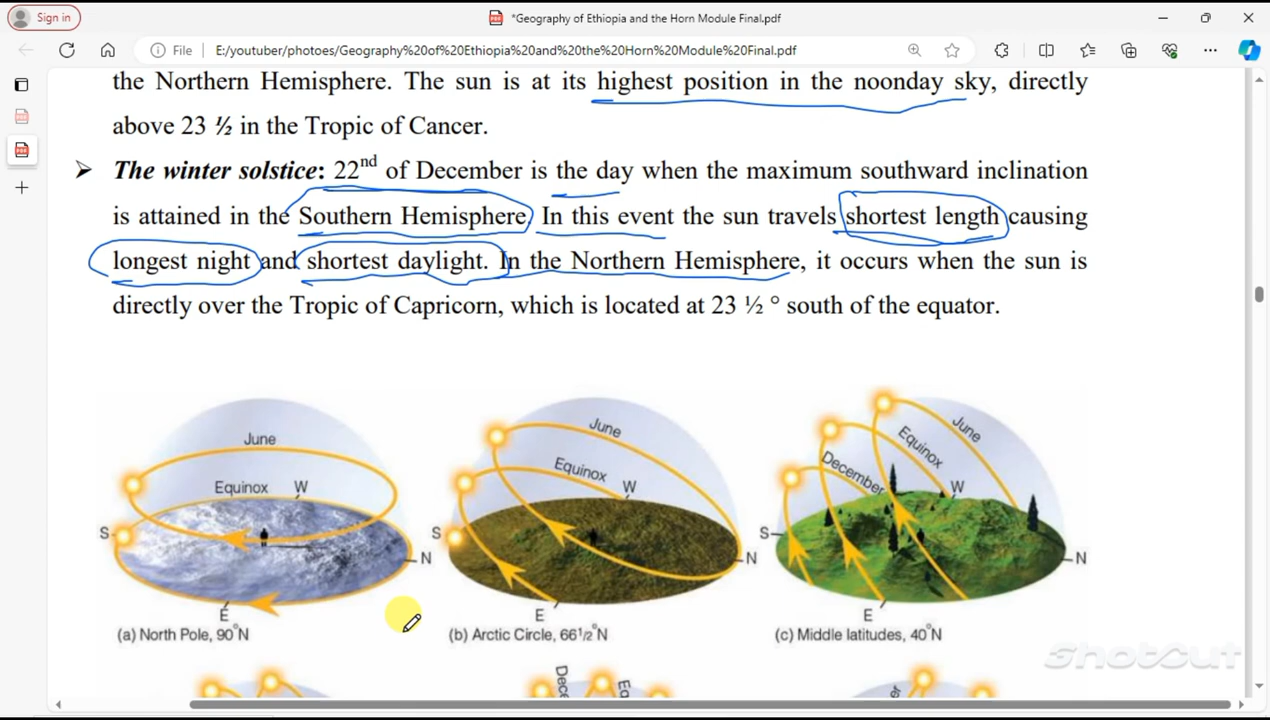 Sign in
*Geography of Ethiopia and the Horn Module Final.pdf
File
E:/youtuber/photoes/Geography%20of%20Ethiopia%20and%20the%20Horn%20Module%20Final.pdf
the Northern Hemisphere. The sun is at its highest position in the noonday sky, directly
above 23 ½ in the Tropic of Cancer.
➢ The winter solstice: 22nd of December is the day when the maximum southward inclination
is attained in the Southern Hemisphere. In this event the sun travels shortest length causing
longest night and shortest daylight. In the Northern Hemisphere, it occurs when the sun is
directly over the Tropic of Capricorn, which is located at 23 ½ ° south of the equator.
June
Equinox
W
S
N
E
(a) North Pole, 90°N
June
Equinox
W
S
N
E
(b) Arctic Circle, 66½°N
June
Equinox
December
W
S
N
E
(c) Middle latitudes, 40°N
Shotcut